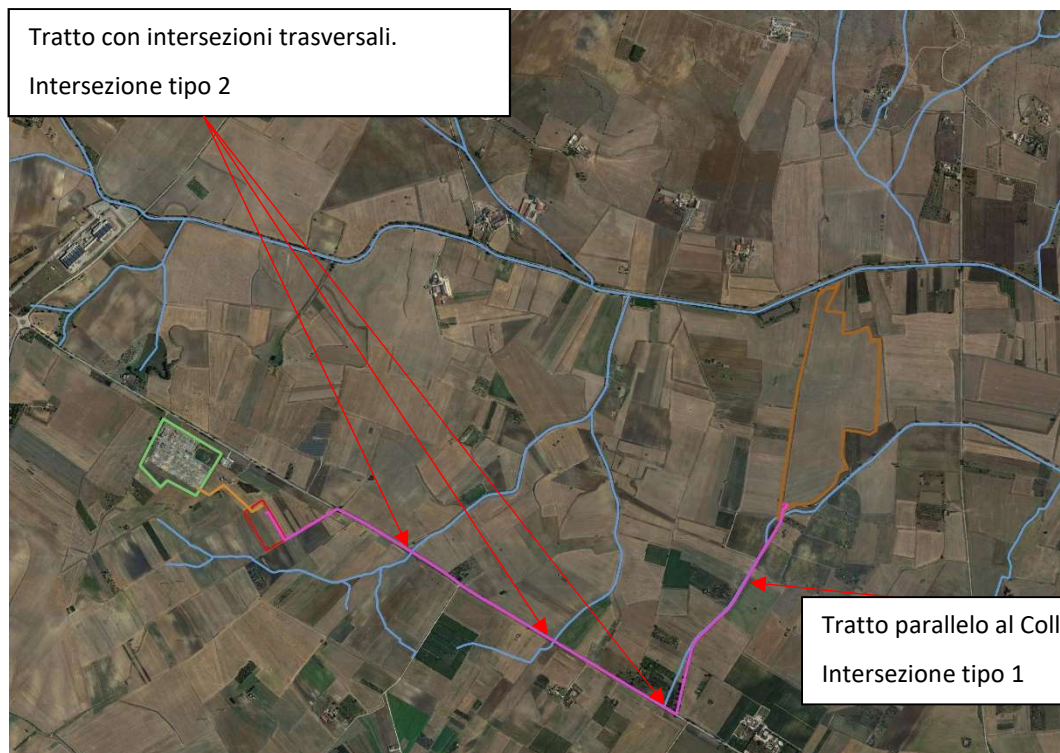 Tratto con intersezioni trasversali.
Intersezione tipo 2
Tratto parallelo al Coll
Intersezione tipo 1